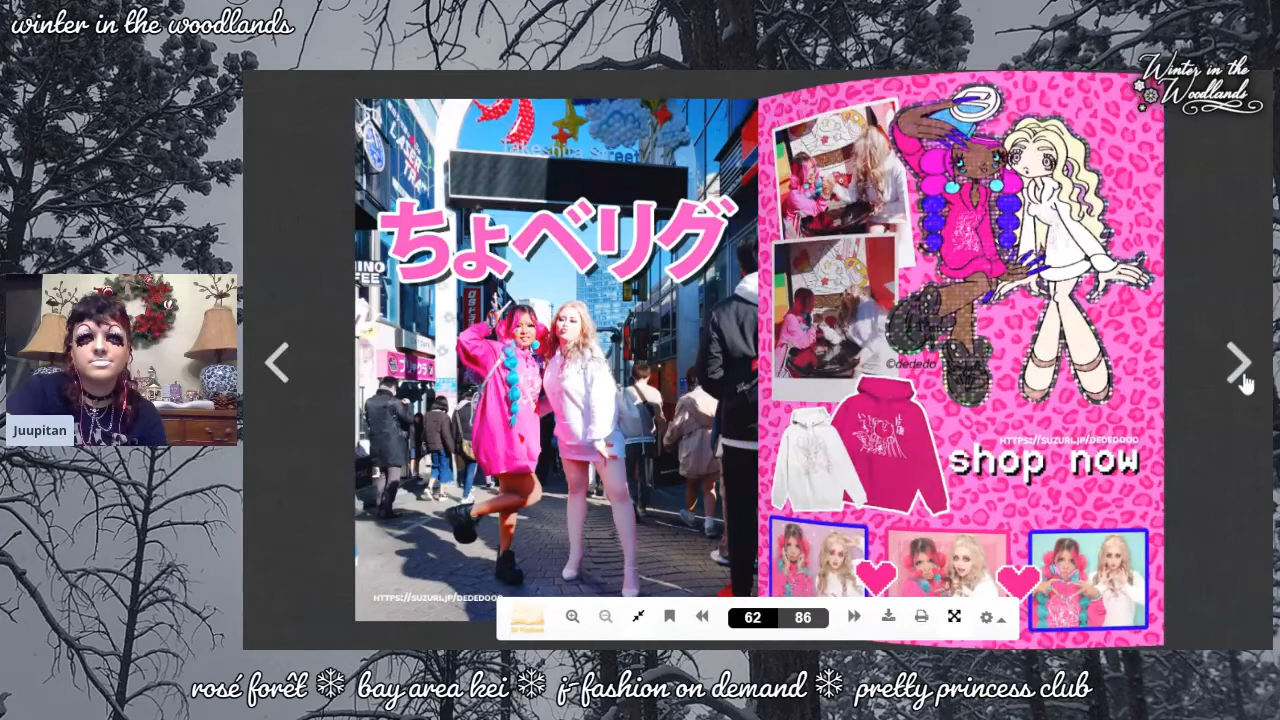 winter in the woodlands
Winter in the
Woodlands
Takeshita Street
ちょベリグ
©dededo
HTTPS://SUZURI.JP/DEDEDOOO
shop now
HTTPS://SUZURI.JP/DEDEDOOO
Juupitan
62 86
rosé forêt ❄ bay area kei ❄ j-fashion on demand ❄ pretty princess club